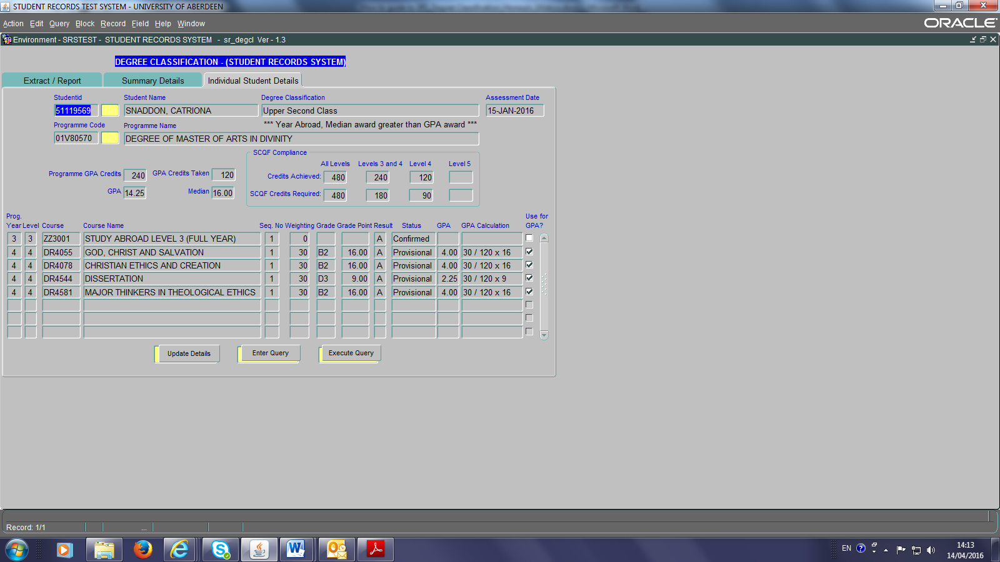 STUDENT RECORDS TEST SYSTEM - UNIVERSITY OF ABERDEEN
Action Edit Query Block Record Field Help Window
ORACLE
Environment - SRSTEST - STUDENT RECORDS SYSTEM - sr_degcl Ver - 1.3
DEGREE CLASSIFICATION - (STUDENT RECORDS SYSTEM)
Extract / Report Summary Details Individual Student Details
Studentid Student Name Degree Classification Assessment Date
51119569 SNADDON, CATRIONA Upper Second Class 15-JAN-2016
Programme Code Programme Name *** Year Abroad, Median award greater than GPA award ***
01V80570 DEGREE OF MASTER OF ARTS IN DIVINITY
SCQF Compliance
All Levels Levels 3 and 4 Level 4 Level 5
Programme GPA Credits 240 GPA Credits Taken 120 Credits Achieved: 480 240 120
GPA 14.25 Median 16.00 SCQF Credits Required: 480 180 90
Prog. Use for
Year Level Course Course Name Seq. No Weighting Grade Grade Point Result Status GPA GPA Calculation GPA?
3 3 ZZ3001 STUDY ABROAD LEVEL 3 (FULL YEAR) 1 0 A Confirmed
4 4 DR4055 GOD, CHRIST AND SALVATION 1 30 B2 16.00 A Provisional 4.00 30 / 120 x 16
4 4 DR4078 CHRISTIAN ETHICS AND CREATION 1 30 B2 16.00 A Provisional 4.00 30 / 120 x 16
4 4 DR4544 DISSERTATION 1 30 D3 9.00 A Provisional 2.25 30 / 120 x 9
4 4 DR4581 MAJOR THINKERS IN THEOLOGICAL ETHICS 1 30 B2 16.00 A Provisional 4.00 30 / 120 x 16
Update Details Enter Query Execute Query
Record: 1/1 ...
EN 14:13
14/04/2016